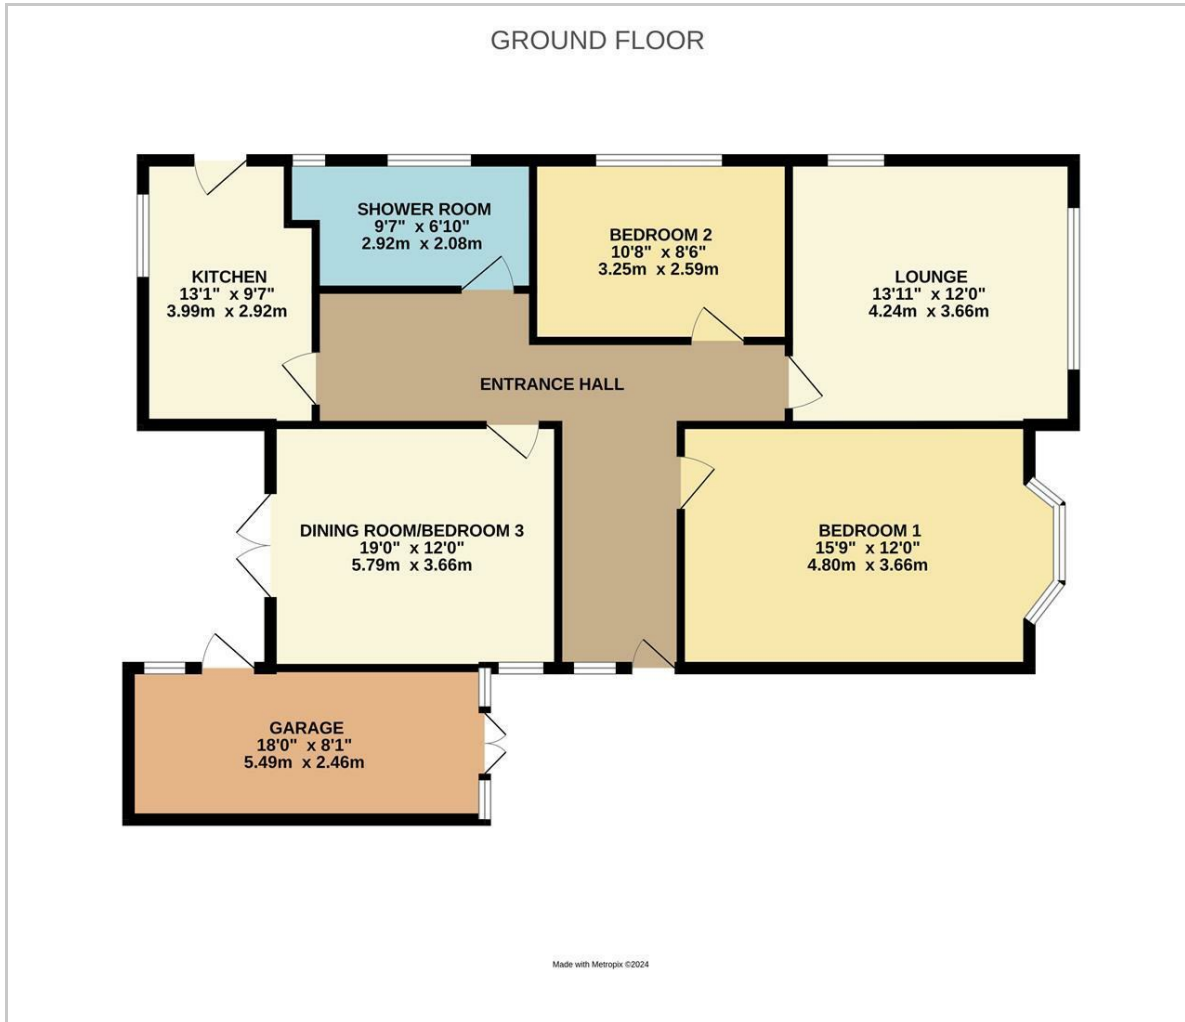 GROUND FLOOR
SHOWER ROOM
9'7" x 6'10"
2.92m x 2.08m
BEDROOM 2
10'8" x 8'6"
3.25m x 2.59m
KITCHEN
13'1" x 9'7"
3.99m x 2.92m
LOUNGE
13'11" x 12'0"
4.24m x 3.66m
ENTRANCE HALL
DINING ROOM/BEDROOM 3
19'0" x 12'0"
5.79m x 3.66m
BEDROOM 1
15'9" x 12'0"
4.80m x 3.66m
GARAGE
18'0" x 8'1"
5.49m x 2.46m
Made with Metropix ©2024